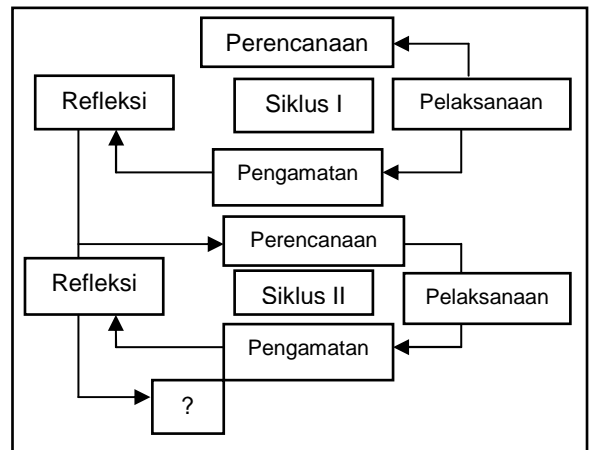 Perencanaan
Refleksi
Siklus I
Pelaksanaan
Pengamatan
Perencanaan
Refleksi
Siklus II
Pelaksanaan
Pengamatan
?